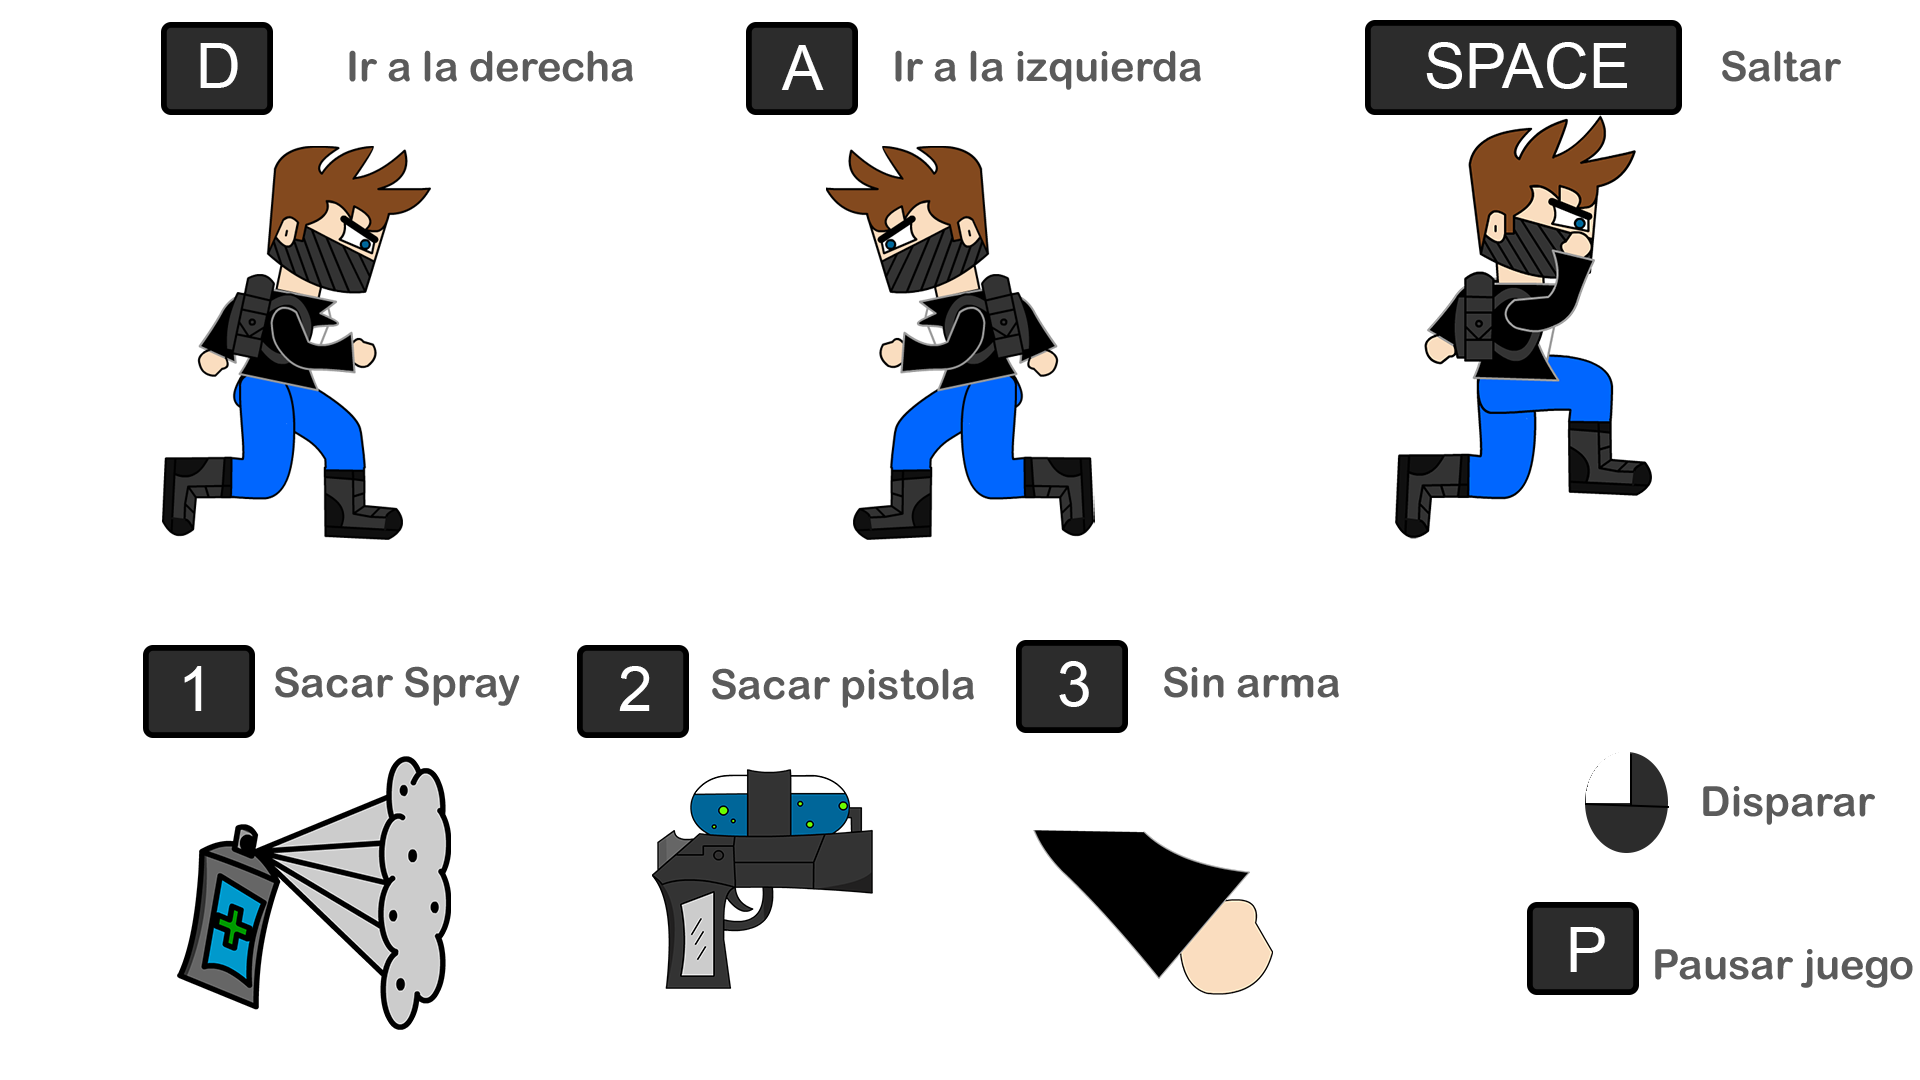 D Ir a la derecha
A Ir a la izquierda
SPACE Saltar
1 Sacar Spray
2 Sacar pistola
3 Sin arma
Disparar
P Pausar juego